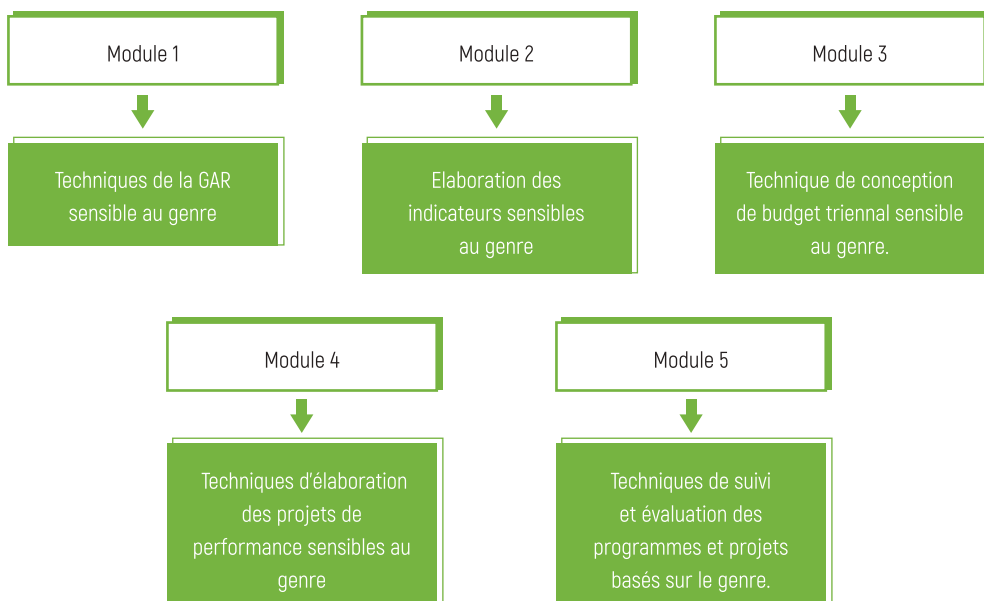 Module 1
Techniques de la GAR
sensible au genre
Module 2
Elaboration des
indicateurs sensibles
au genre
Module 3
Technique de conception
de budget triennal sensible
au genre.
Module 4
Techniques d'élaboration
des projets de
performance sensibles au
genre
Module 5
Techniques de suivi
et évaluation des
programmes et projets
basés sur le genre.